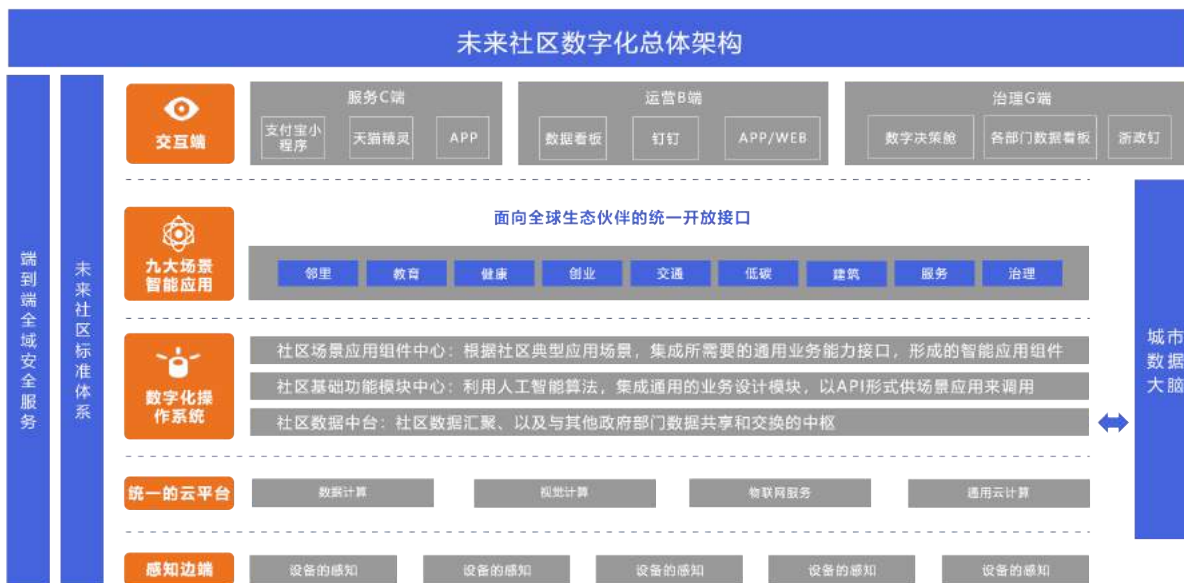 未来社区数字化总体架构
端到端全域安全服务
未来社区标准体系
交互端
服务C端
支付宝小
程序
天猫精灵
APP
运营B端
数据看板
钉钉
APP/WEB
治理G端
数字决策舱
各部门数据看板
浙政钉
九大场景
智能应用
面向全球生态伙伴的统一开放接口
邻里
教育
健康
创业
交通
低碳
建筑
服务
治理
数字化操
作系统
社区场景应用组件中心：根据社区典型应用场景，集成所需要的通用业务能力接口，形成的智能应用组件
社区基础功能模块中心：利用人工智能算法，集成通用的业务设计模块，以API形式供场景应用来调用
社区数据中台：社区数据汇聚、以及与其他政府部门数据共享和交换的中枢
城市
数据
大脑
统一的云平台
数据计算
视觉计算
物联网服务
通用云计算
感知边端
设备的感知
设备的感知
设备的感知
设备的感知
设备的感知